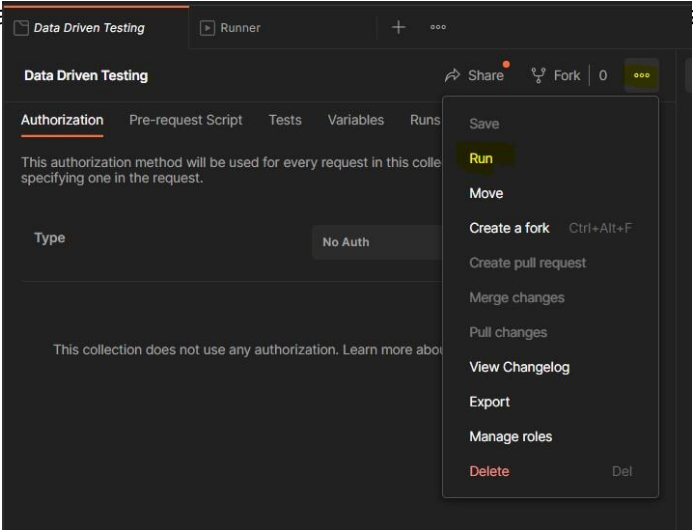 Data Driven Testing
Runner
Data Driven Testing
Share
Fork
0
Authorization
Pre-request Script
Tests
Variables
Runs
This authorization method will be used for every request in this colle
specifying one in the request.
Type
No Auth
This collection does not use any authorization. Learn more abou
Save
Run
Move
Create a fork Ctrl+Alt+F
Create pull request
Merge changes
Pull changes
View Changelog
Export
Manage roles
Delete Del